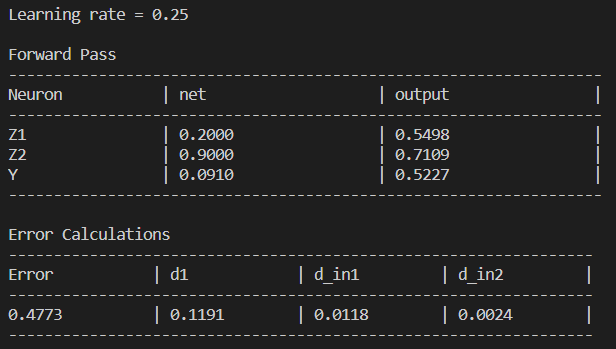 Learning rate = 0.25
Forward Pass
------------------------------------------------------------------
Neuron | net | output |
------------------------------------------------------------------
Z1 | 0.2000 | 0.5498 |
Z2 | 0.9000 | 0.7109 |
Y | 0.0910 | 0.5227 |
------------------------------------------------------------------
Error Calculations
-----------------------------------------------------------------
Error | d1 | d_in1 | d_in2 |
-----------------------------------------------------------------
0.4773 | 0.1191 | 0.0118 | 0.0024 |
-----------------------------------------------------------------